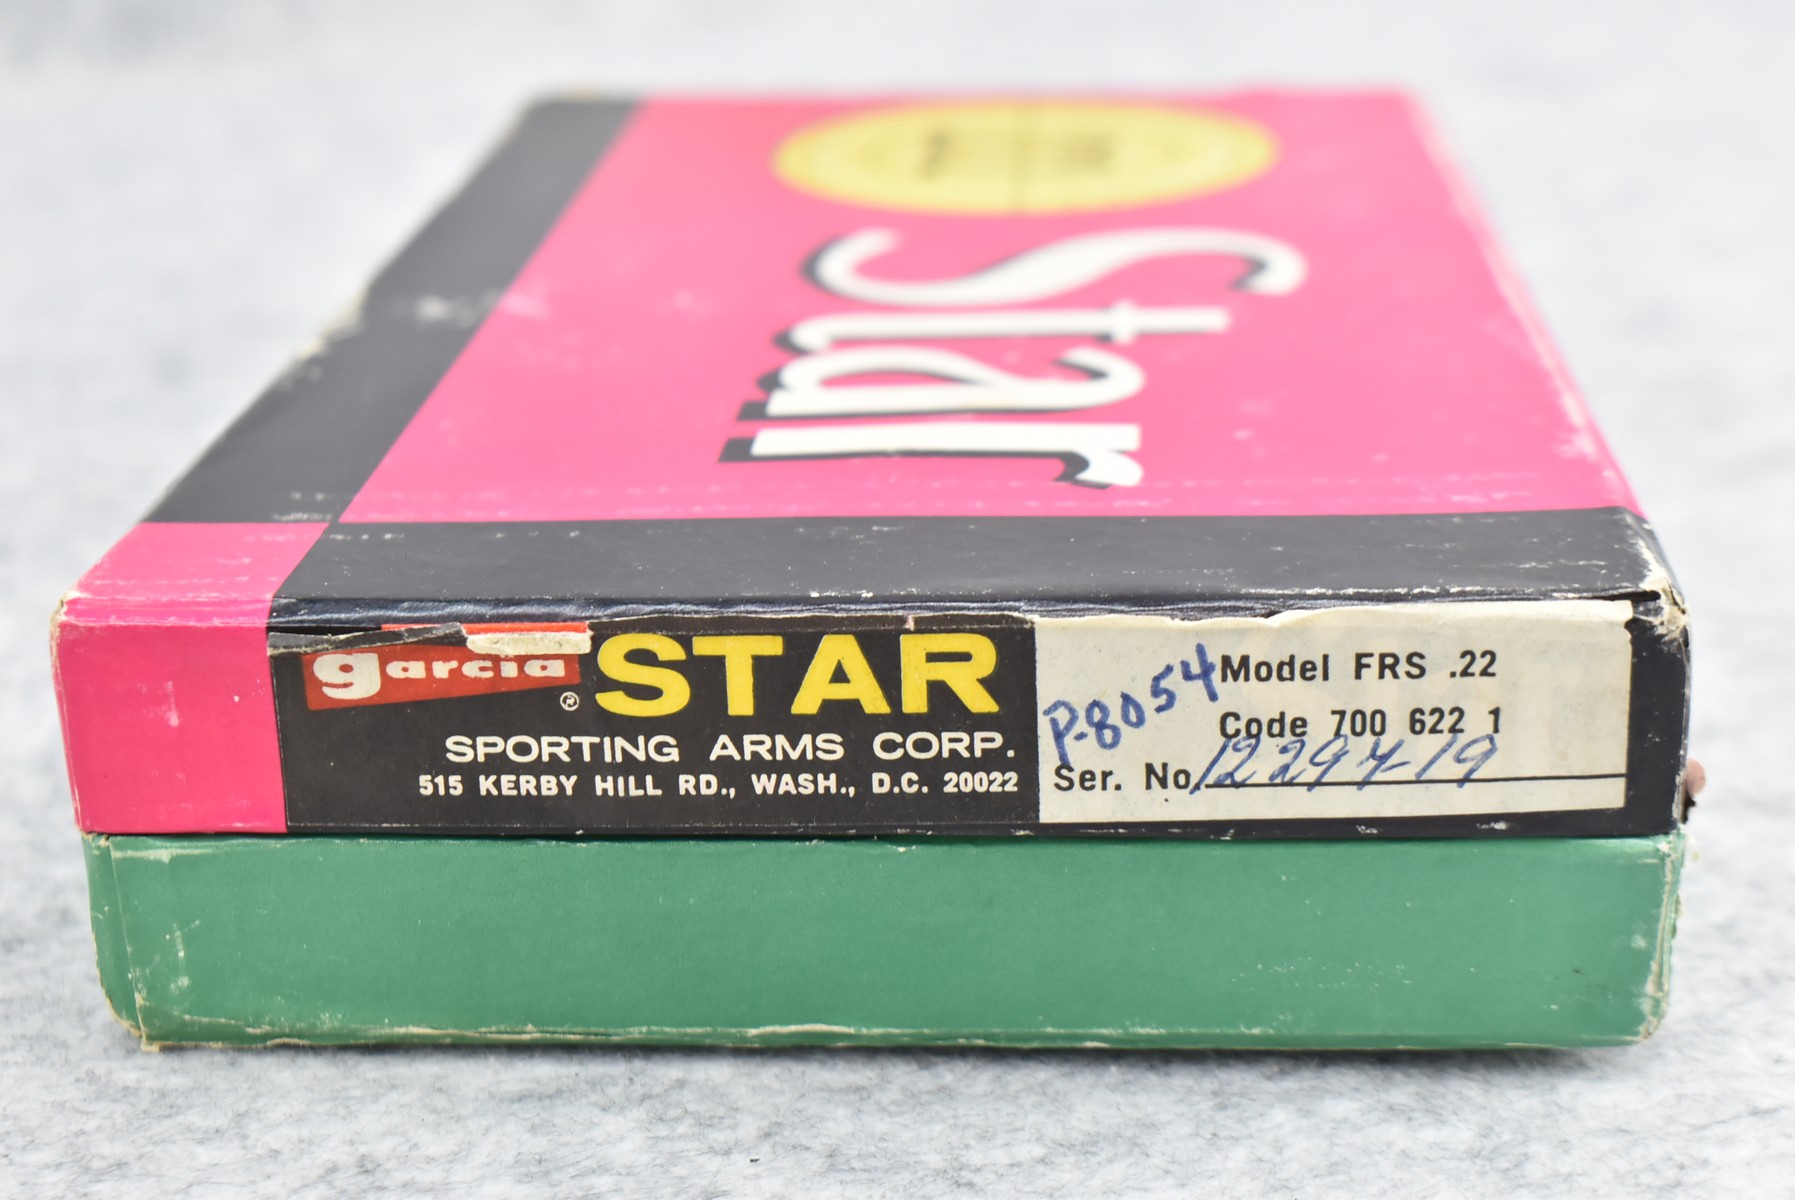 Star
garcia ® STAR
SPORTING ARMS CORP.
515 KERBY HILL RD., WASH., D.C. 20022
P-8054
Model FRS .22
Code 700 622 1
Ser. No.